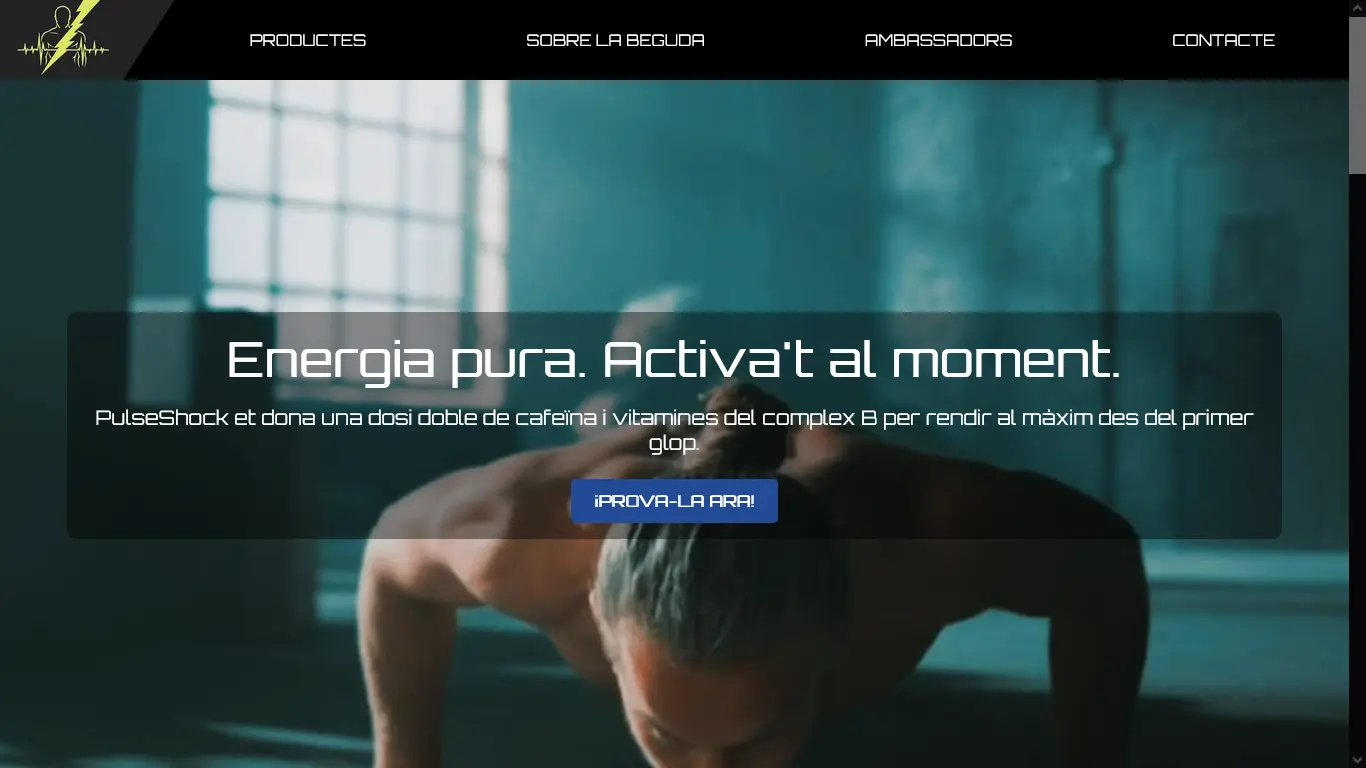 PRODUCTES
SOBRE LA BEGUDA
AMBASSADORS
CONTACTE
Energia pura. Activa't al moment.
PulseShock et dona una dosi doble de cafeïna i vitamines del complex B per rendir al màxim des del primer
glop.
¡PROVA-LA ARA!